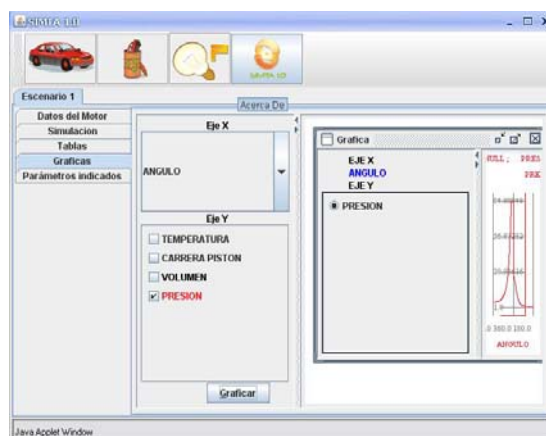 SIMTA 1.0
SIMTA 1.0
Escenario 1
Acerca De
Datos del Motor
Simulacion
Tablas
Graficas
Parámetros indicados
Eje X
ANGULO
Eje Y
TEMPERATURA
CARRERA PISTON
VOLUMEN
PRESION
Graficar
Grafica
EJE X
ANGULO
EJE Y
PRESION
ANGULO
Java Applet Window